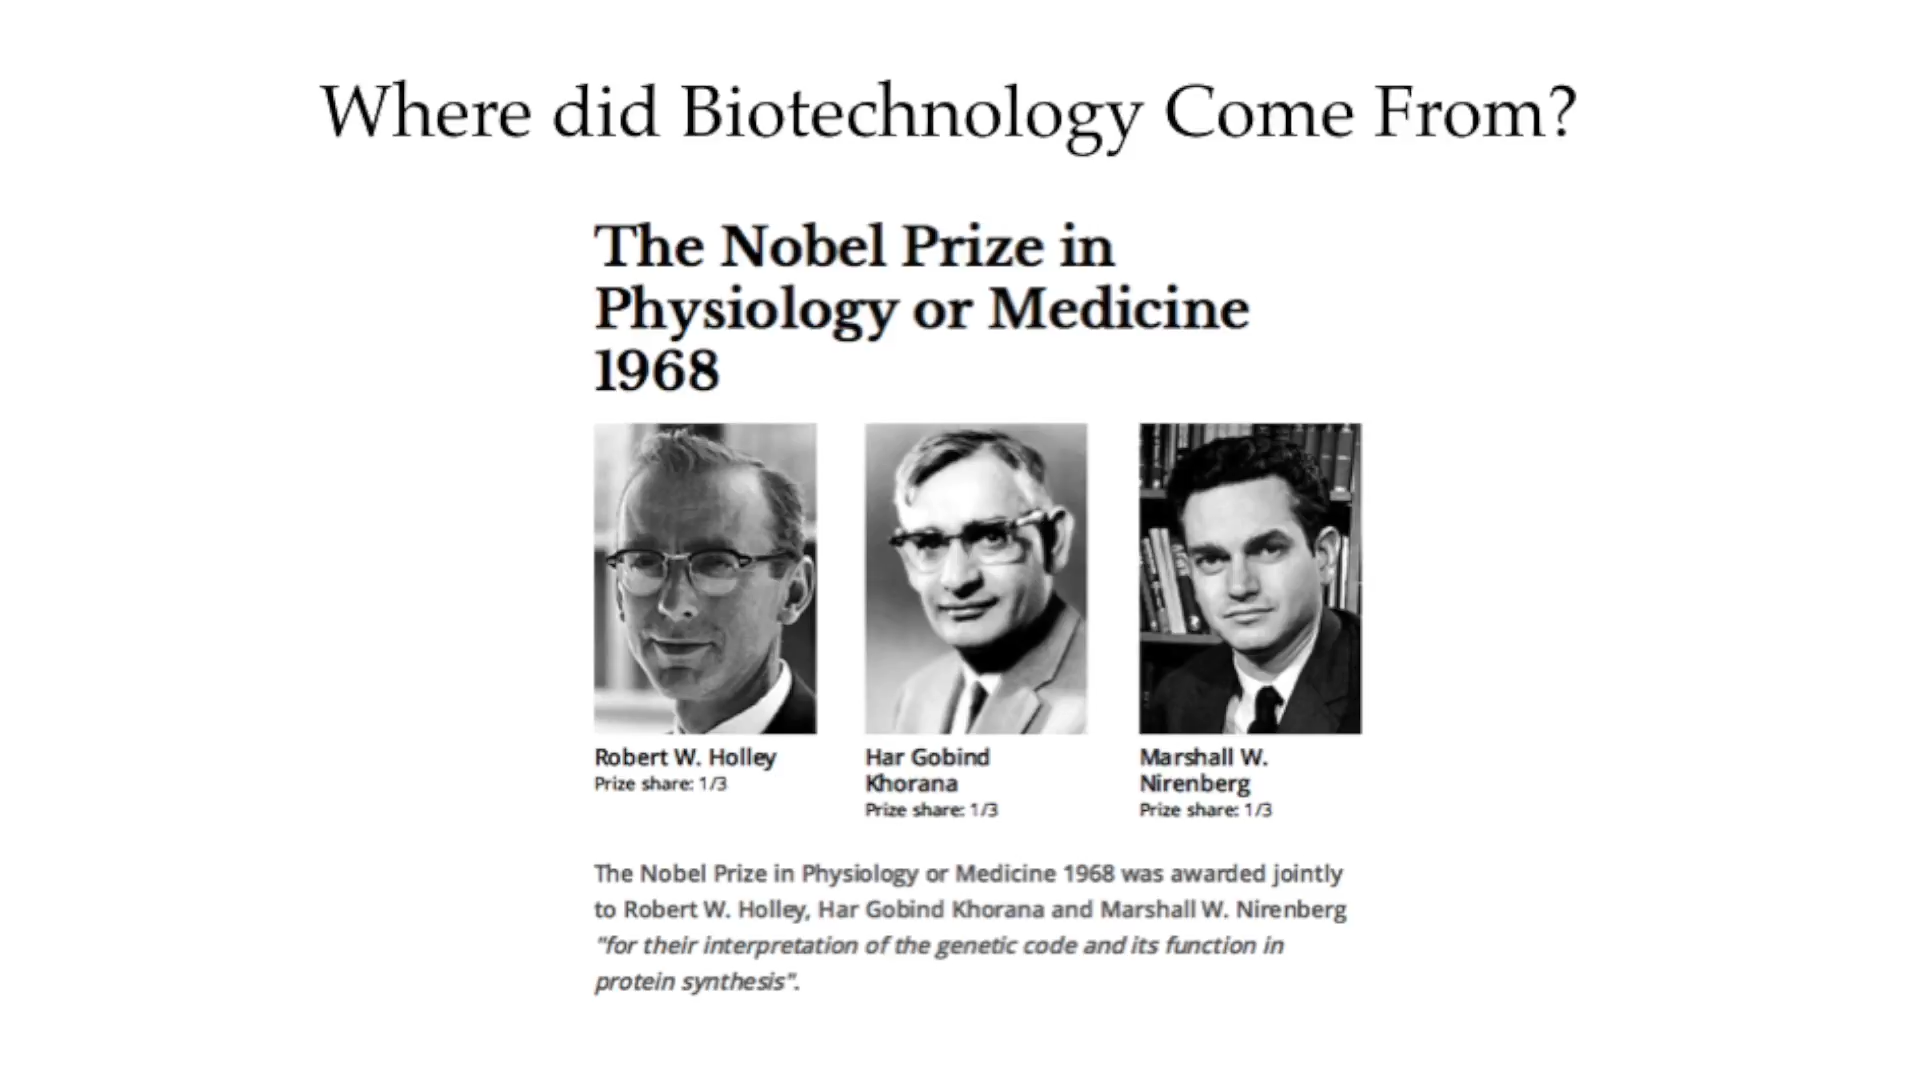 Where did Biotechnology Come From?
The Nobel Prize in
Physiology or Medicine
1968
Robert W. Holley
Prize share: 1/3
Har Gobind
Khorana
Prize share: 1/3
Marshall W.
Nirenberg
Prize share: 1/3
The Nobel Prize in Physiology or Medicine 1968 was awarded jointly
to Robert W. Holley, Har Gobind Khorana and Marshall W. Nirenberg
"for their interpretation of the genetic code and its function in
protein synthesis".